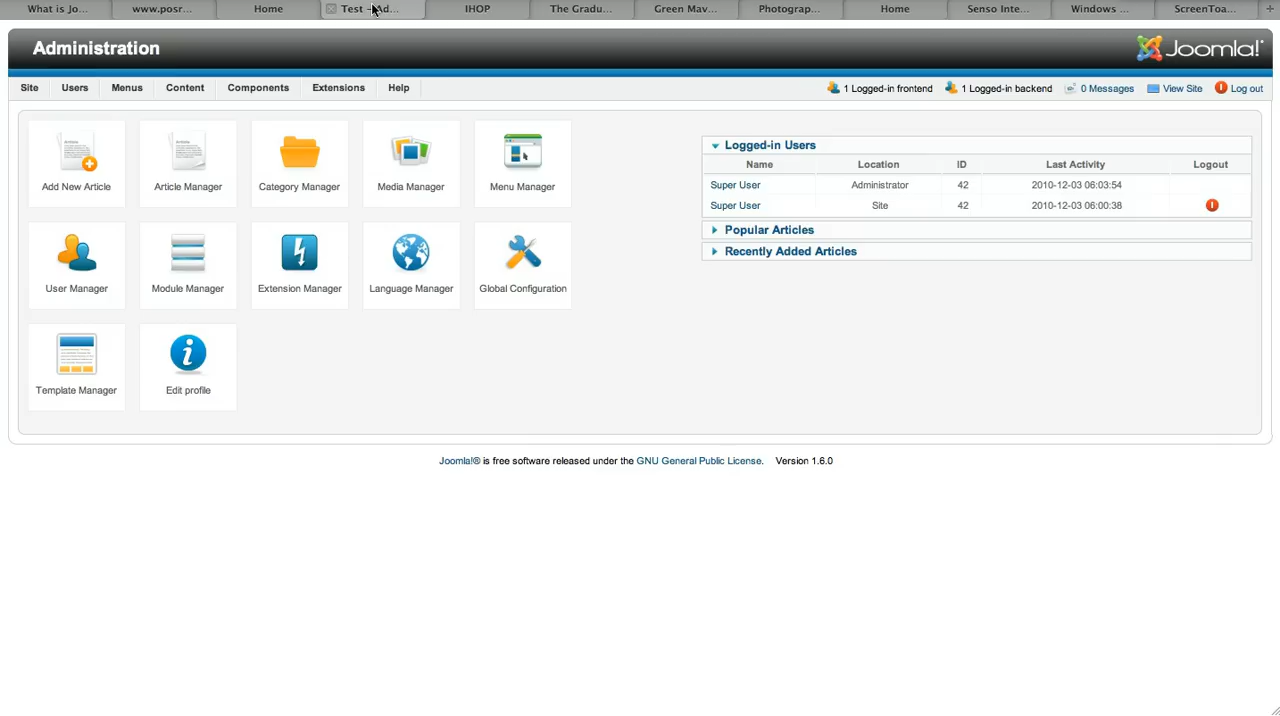 What is Jo... www.posr... Home Test - Ad... IHOP The Gradu... Green Mav... Photograp... Home Senso Inte... Windows ... ScreenToa... +
Administration Joomla!
Site Users Menus Content Components Extensions Help 1 Logged-in frontend 1 Logged-in backend 0 Messages View Site Log out
Add New Article Article Manager Category Manager Media Manager Menu Manager
User Manager Module Manager Extension Manager Language Manager Global Configuration
Template Manager Edit profile
Logged-in Users
Name Location ID Last Activity Logout
Super User Administrator 42 2010-12-03 06:03:54
Super User Site 42 2010-12-03 06:00:38
Popular Articles
Recently Added Articles
Joomla!® is free software released under the GNU General Public License. Version 1.6.0